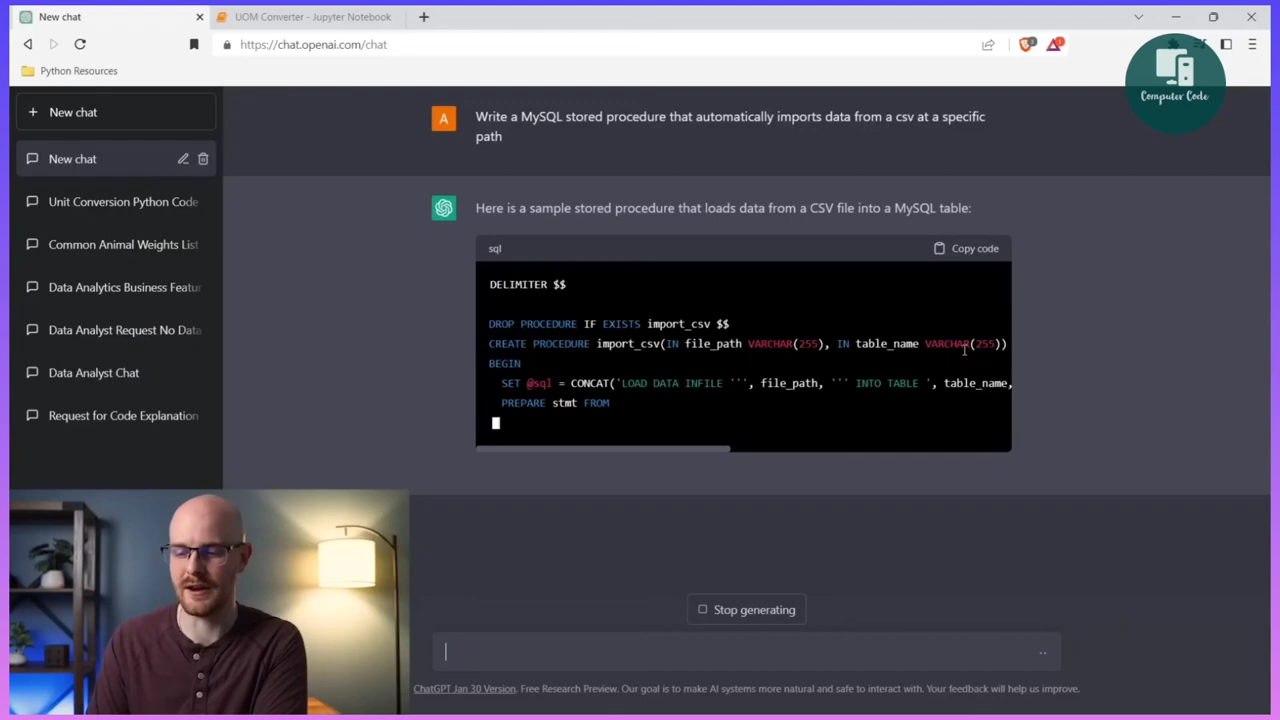 New chat
UOM Converter - Jupyter Notebook
https://chat.openai.com/chat
Python Resources
Computer Code
New chat
New chat
Unit Conversion Python Code
Common Animal Weights List
Data Analytics Business Featur
Data Analyst Request No Data
Data Analyst Chat
Request for Code Explanation
A
Write a MySQL stored procedure that automatically imports data from a csv at a specific
path
Here is a sample stored procedure that loads data from a CSV file into a MySQL table:
sql
Copy code
DELIMITER $$
DROP PROCEDURE IF EXISTS import_csv $$
CREATE PROCEDURE import_csv(IN file_path VARCHAR(255), IN table_name VARCHAR(255))
BEGIN
SET @sql = CONCAT('LOAD DATA INFILE ''', file_path, ''' INTO TABLE ', table_name,
PREPARE stmt FROM
Stop generating
ChatGPT Jan 30 Version. Free Research Preview. Our goal is to make AI systems more natural and safe to interact with. Your feedback will help us improve.